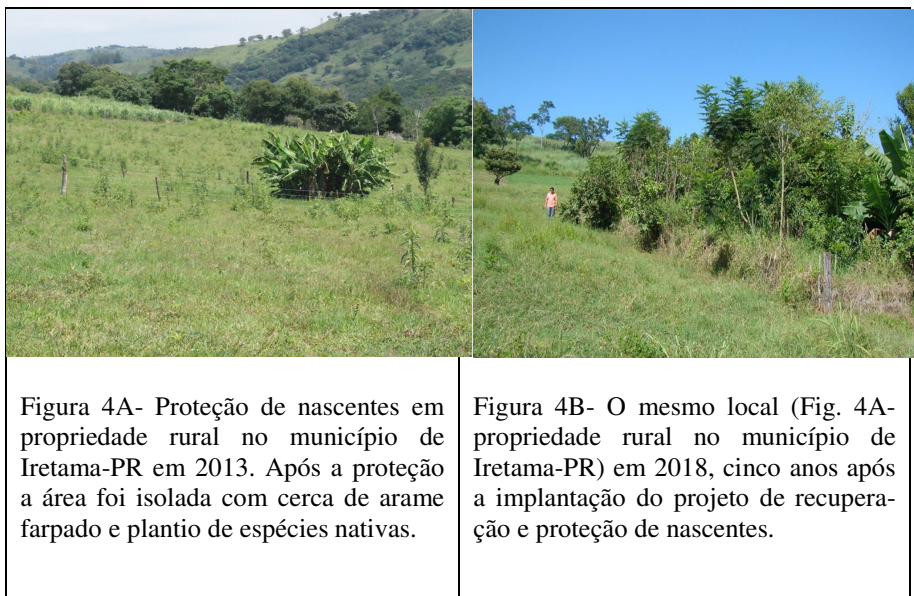 Figura 4A- Proteção de nascentes em
propriedade rural no município de
Iretama-PR em 2013. Após a proteção
a área foi isolada com cerca de arame
farpado e plantio de espécies nativas.
Figura 4B- O mesmo local (Fig. 4A-
propriedade rural no município de
Iretama-PR) em 2018, cinco anos após
a implantação do projeto de recupera-
ção e proteção de nascentes.